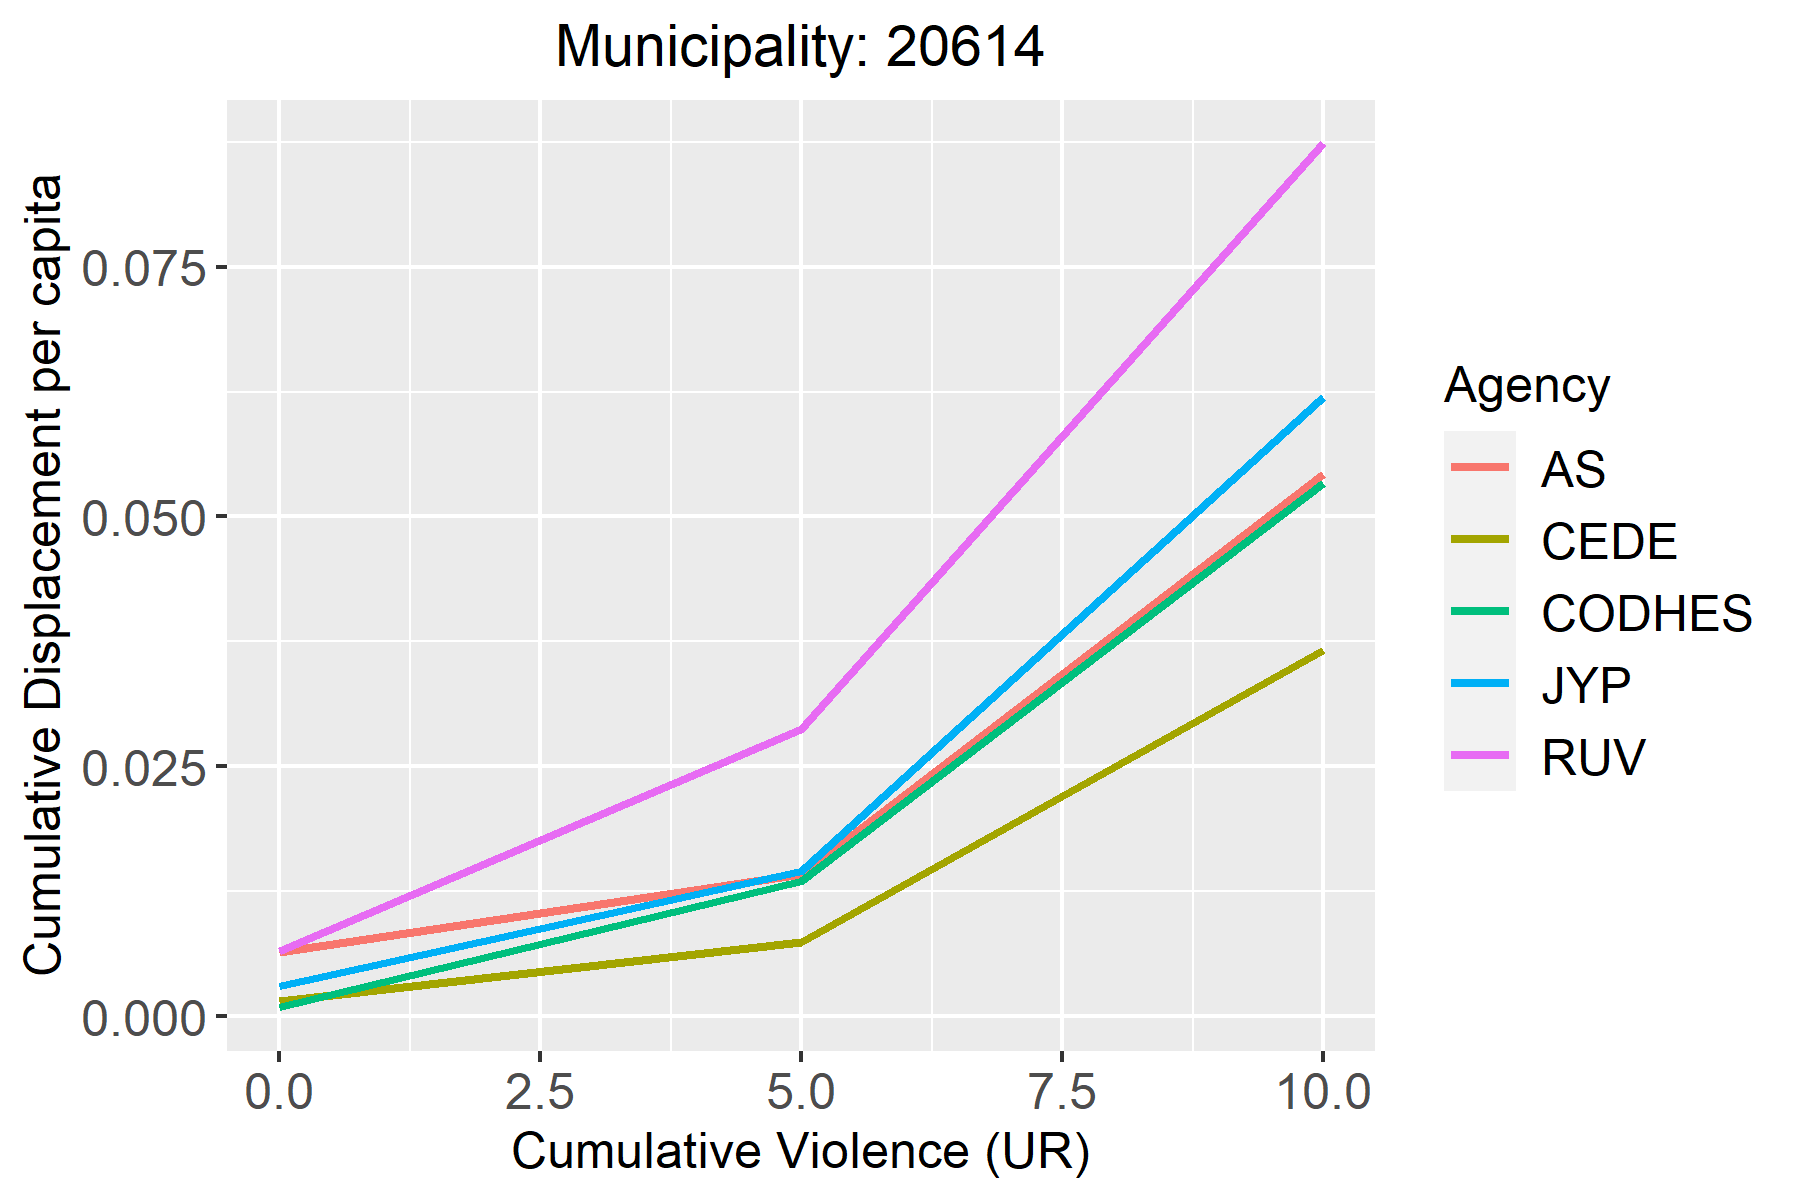 Municipality: 20614
Cumulative Displacement per capita
0.075
0.050
0.025
0.000
0.0 2.5 5.0 7.5 10.0
Cumulative Violence (UR)
Agency
AS
CEDE
CODHES
JYP
RUV